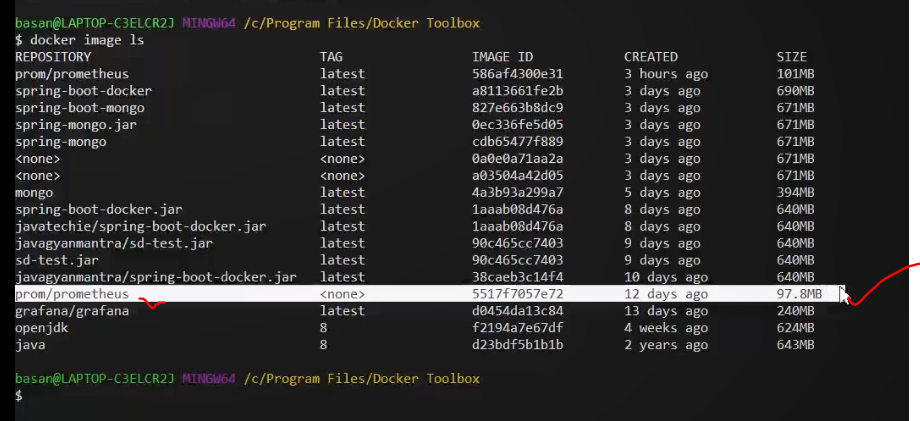 basan@LAPTOP-C3ELCR2J MINGW64 /c/Program Files/Docker Toolbox
$ docker image ls
REPOSITORY TAG IMAGE ID CREATED SIZE
prom/prometheus latest 586af4300e31 3 hours ago 101MB
spring-boot-docker latest a8113661fe2b 3 days ago 690MB
spring-boot-mongo latest 827e663b8dc9 3 days ago 671MB
spring-mongo.jar latest 0ec336fe5d05 3 days ago 671MB
spring-mongo latest cdb65477f889 3 days ago 671MB
<none> <none> 0a0e0a71aa2a 3 days ago 671MB
<none> <none> a03504a42d05 3 days ago 671MB
mongo latest 4a3b93a299a7 5 days ago 394MB
spring-boot-docker.jar latest 1aaab08d476a 8 days ago 640MB
javatechie/spring-boot-docker.jar latest 1aaab08d476a 8 days ago 640MB
javagyanmantra/sd-test.jar latest 90c465cc7403 9 days ago 640MB
sd-test.jar latest 90c465cc7403 9 days ago 640MB
javagyanmantra/spring-boot-docker.jar latest 38caeb3c14f4 10 days ago 640MB
prom/prometheus <none> 5517f7057e72 12 days ago 97.8MB
grafana/grafana latest d0454da13c84 13 days ago 240MB
openjdk 8 f2194a7e67df 4 weeks ago 624MB
java 8 d23bdf5b1b1b 2 years ago 643MB
basan@LAPTOP-C3ELCR2J MINGW64 /c/Program Files/Docker Toolbox
$